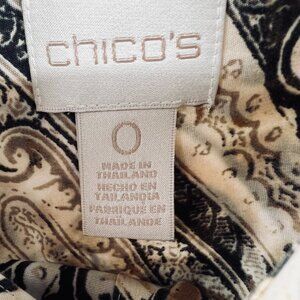 chico's
0
MADE IN
THAILAND
HECHO EN
TAILANDIA
FABRIQUE EN
THAILANDE